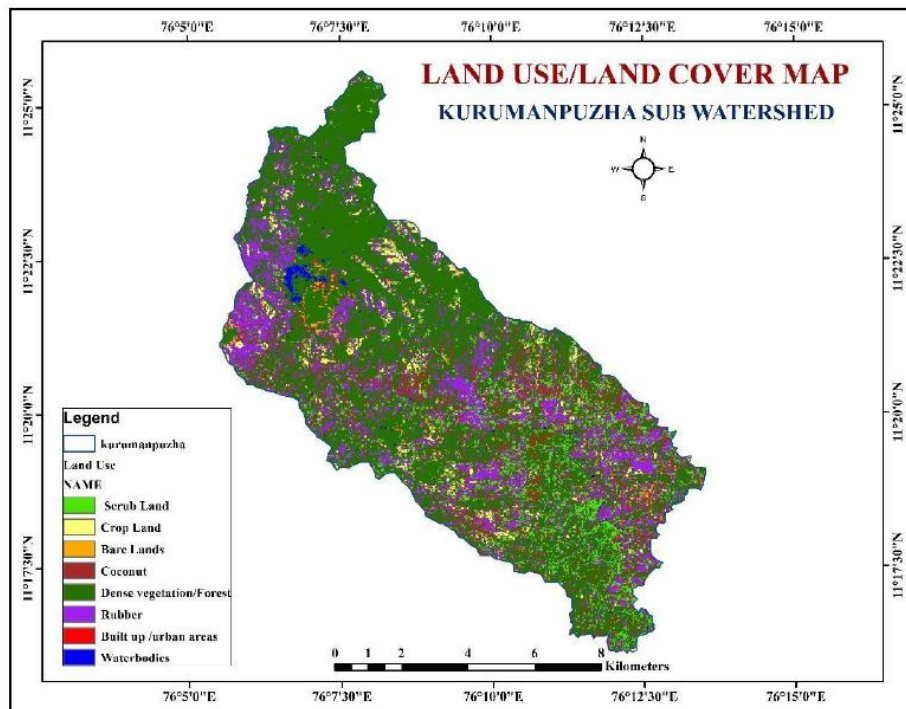 76°5'0"E 76°7'30"E 76°10'0"E 76°12'30"E 76°15'0"E
LAND USE/LAND COVER MAP
KURUMANPUZHA SUB WATERSHED
N
W E
S
11°25'0"N 11°25'0"N
11°22'30"N 11°22'30"N
11°20'0"N 11°20'0"N
11°17'30"N 11°17'30"N
Legend
kurumanpuzha
Land Use
NAME
Scrub Land
Crop Land
Bare Lands
Coconut
Dense vegetation/Forest
Rubber
Built up /urban areas
Waterbodies
0 1 2 4 6 8
Kilometers
76°5'0"E 76°7'30"E 76°10'0"E 76°12'30"E 76°15'0"E